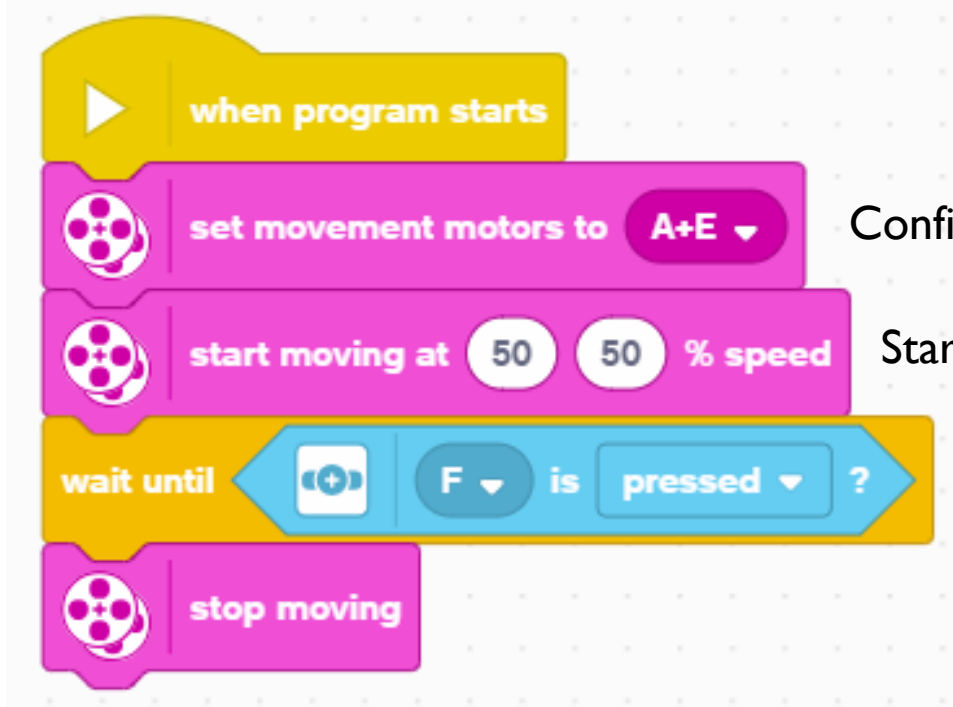 when program starts
set movement motors to A+E Confi
start moving at 50 50 % speed Star
wait until F is pressed ?
stop moving